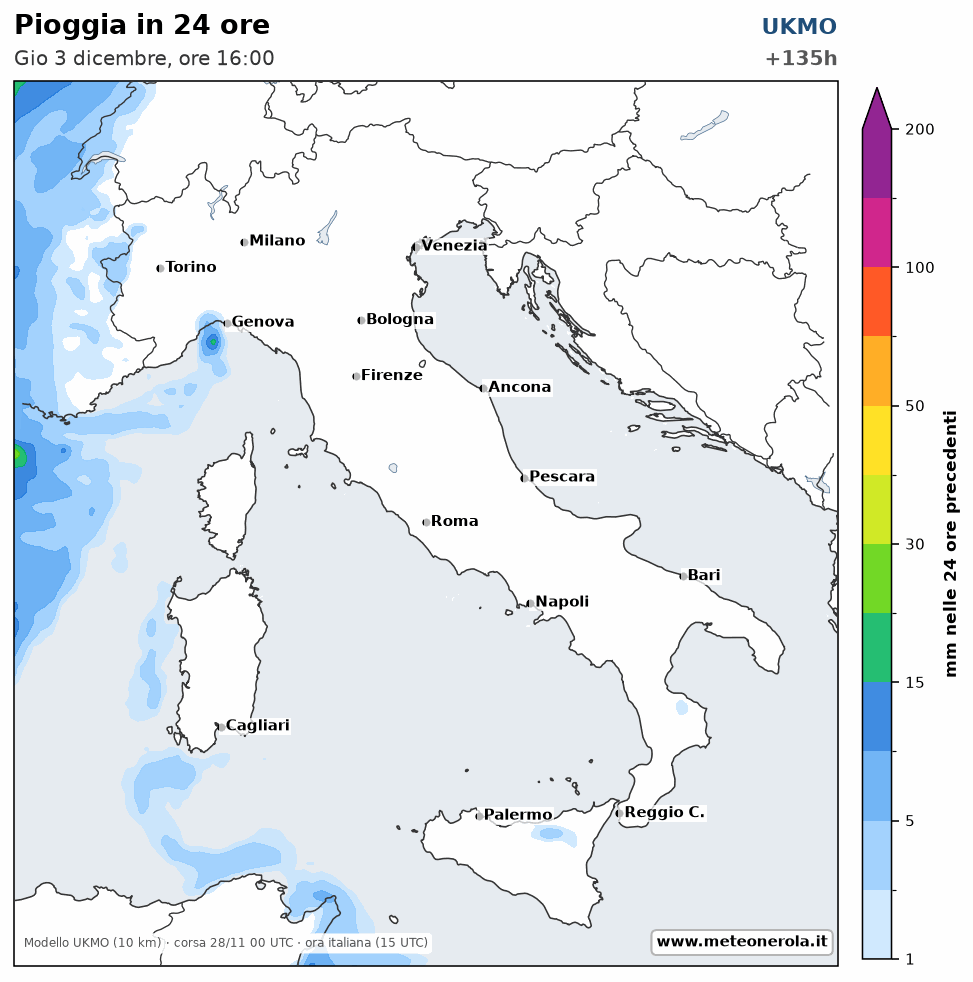 Pioggia in 24 ore
UKMO
Gio 3 dicembre, ore 16:00
+135h
Milano
Venezia
Torino
Genova
Bologna
Firenze
Ancona
Pescara
Roma
Bari
Napoli
Cagliari
Palermo
Reggio C.
200
100
50
30
15
5
1
mm nelle 24 ore precedenti
Modello UKMO (10 km) · corsa 28/11 00 UTC · ora italiana (15 UTC)
www.meteonerola.it